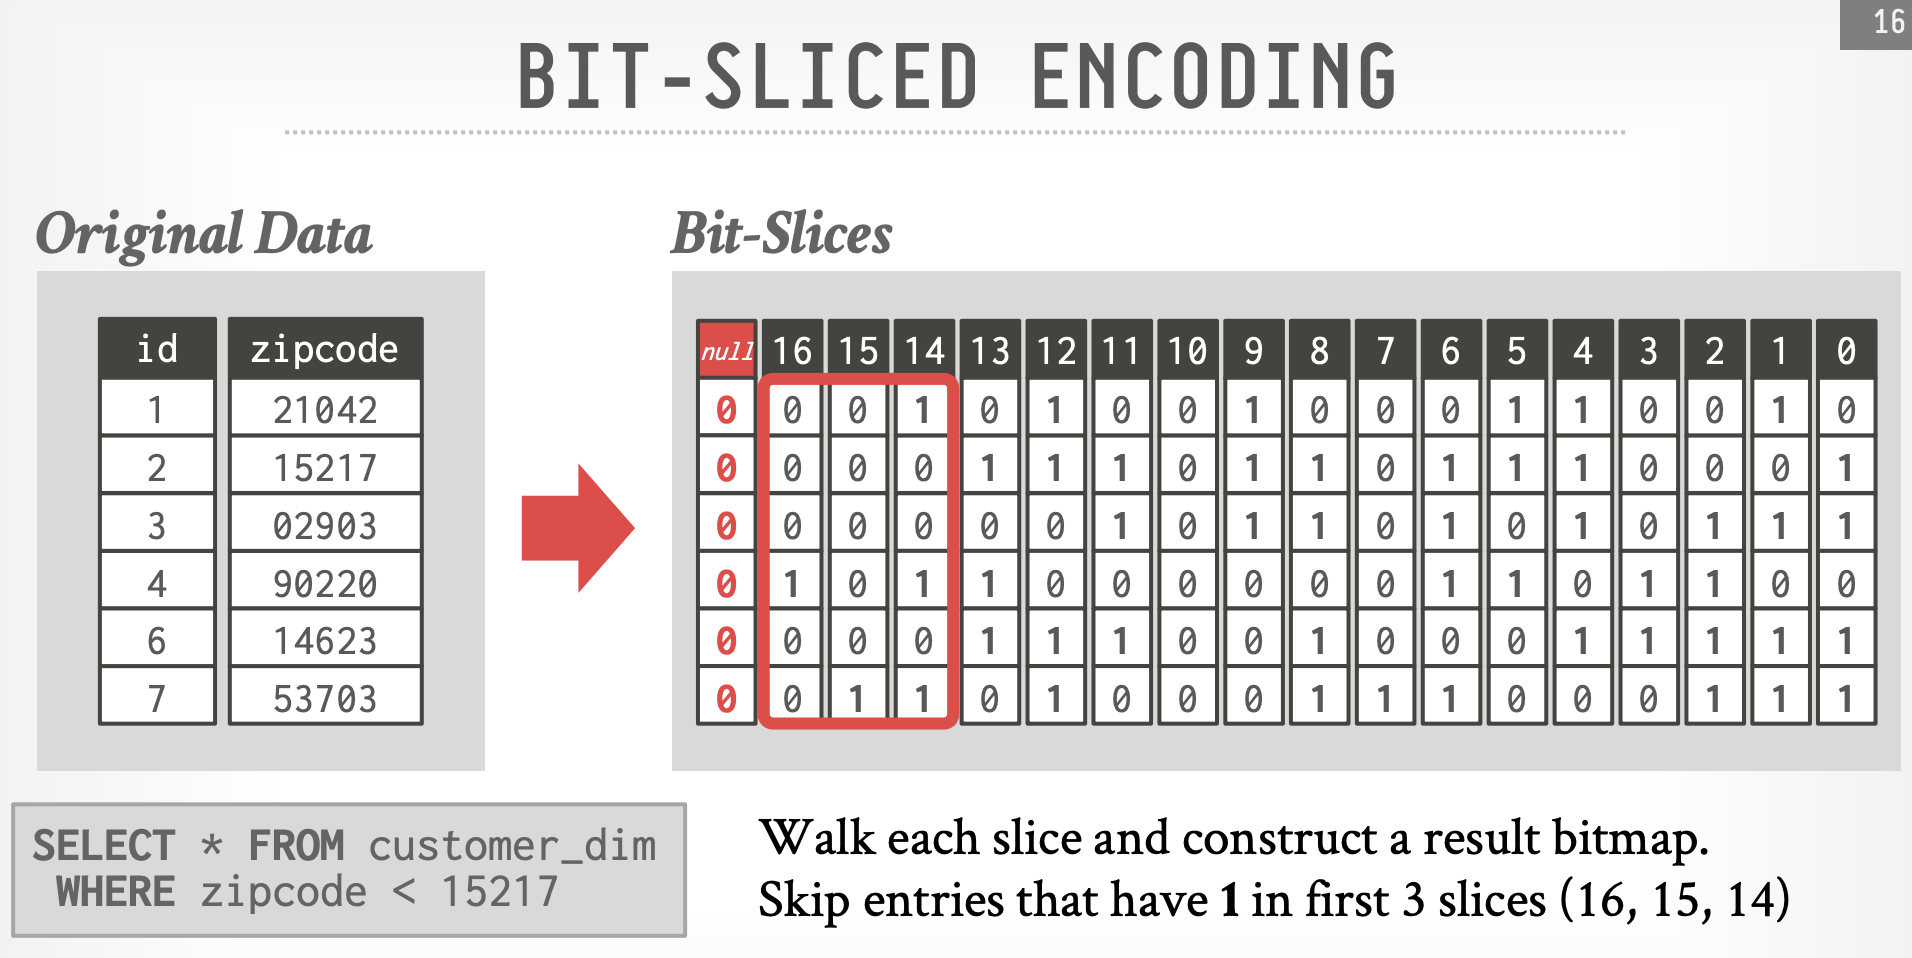 16
BIT-SLICED ENCODING
Original Data
id zipcode
1 21042
2 15217
3 02903
4 90220
6 14623
7 53703
Bit-Slices
null 16 15 14 13 12 11 10 9 8 7 6 5 4 3 2 1 0
0 0 0 1 0 1 0 0 1 0 0 0 1 1 0 0 1 0
0 0 0 0 1 1 1 0 1 1 0 1 1 1 0 0 0 1
0 0 0 0 0 0 1 0 1 1 0 1 0 1 0 1 1 1
0 1 0 1 1 0 0 0 0 0 0 1 1 0 1 1 0 0
0 0 0 0 1 1 1 0 0 1 0 0 0 1 1 1 1 1
0 0 1 1 0 1 0 0 0 1 1 1 0 0 0 1 1 1
SELECT * FROM customer_dim
WHERE zipcode < 15217
Walk each slice and construct a result bitmap.
Skip entries that have 1 in first 3 slices (16, 15, 14)